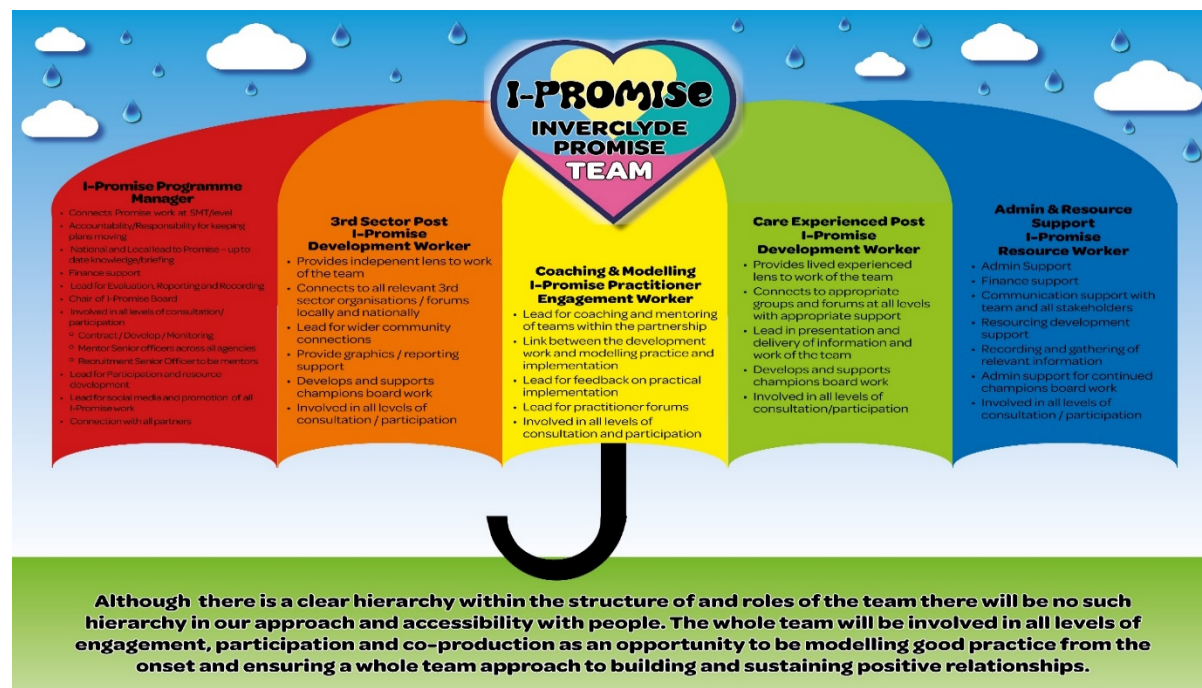 I-PROMISE
INVERCLYDE
PROMISE
TEAM
I-Promise Programme
Manager
• Connects Promise work at SMT/level
• Accountability/Responsibility for keeping
plans moving
• National and Local lead to Promise – up to
date knowledge/briefing
• Finance support
• Lead for Evaluation, Reporting and Recording
• Chair of I-Promise Board
• Involved in all levels of consultation/
participation
o Contract / Develop / Monitoring
o Mentor Senior officers across all agencies
o Recruitment Senior Officer to be mentors
• Lead for Participation and resource
development
• Lead for social media and promotion of all
I-Promise work
• Connection with all partners
3rd Sector Post
I-Promise
Development Worker
• Provides indepenent lens to work
of the team
• Connects to all relevant 3rd
sector organisations / forums
locally and nationally
• Lead for wider community
connections
• Provide graphics / reporting
support
• Develops and supports
champions board work
• Involved in all levels of
consultation / participation
Coaching & Modelling
I-Promise Practitioner
Engagement Worker
• Lead for coaching and mentoring
of teams within the partnership
• Link between the development
work and modelling practice and
implementation
• Lead for feedback on practical
implementation
• Lead for practitioner forums
• Involved in all levels of
consultation and participation
Care Experienced Post
I-Promise
Development Worker
• Provides lived experienced
lens to work of the team
• Connects to appropriate
groups and forums at all levels
with appropriate support
• Lead in presentation and
delivery of information and
work of the team
• Develops and supports
champions board work
• Involved in all levels of
consultation/participation
Admin & Resource
Support
I-Promise
Resource Worker
• Admin Support
• Finance support
• Communication support with
team and all stakeholders
• Resourcing development
support
• Recording and gathering of
relevant information
• Admin support for continued
champions board work
• Involved in all levels of
consultation / participation
Although there is a clear hierarchy within the structure of and roles of the team there will be no such
hierarchy in our approach and accessibility with people. The whole team will be involved in all levels of
engagement, participation and co-production as an opportunity to be modelling good practice from the
onset and ensuring a whole team approach to building and sustaining positive relationships.